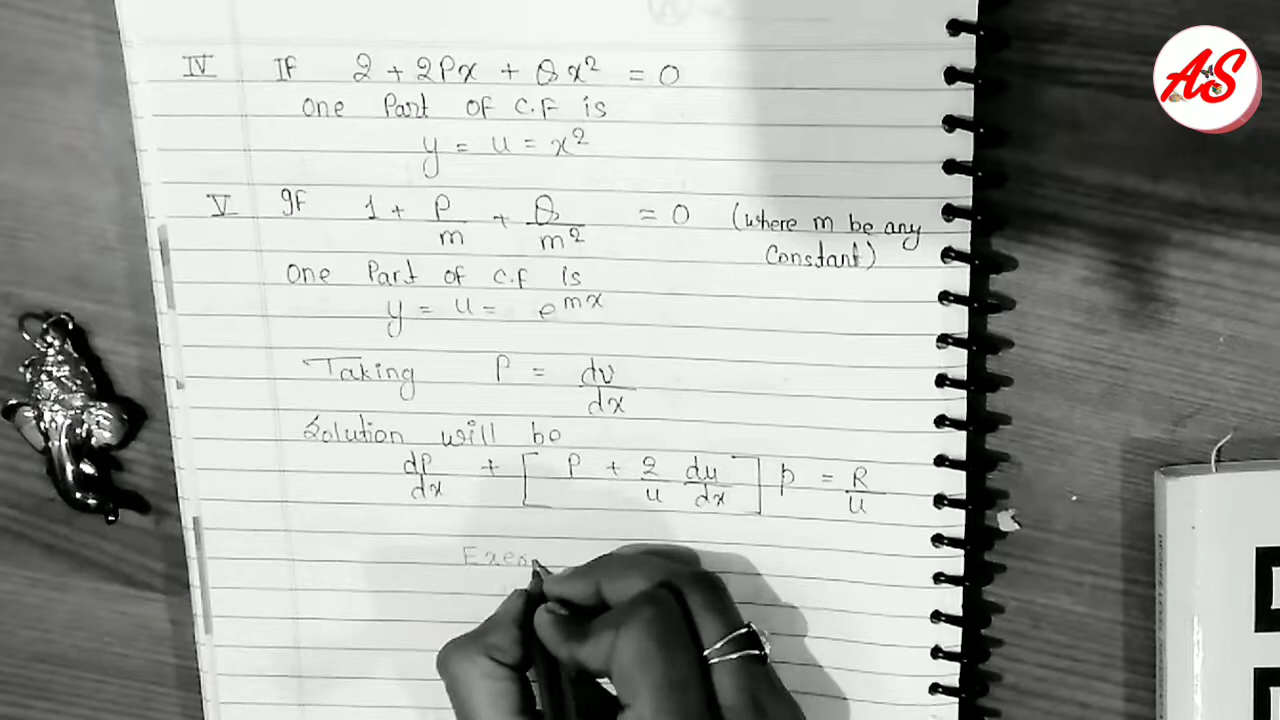 IV If 2 + 2Px + Qx² = 0
One Part of C.F is
y = u = x²
V If 1 + P/m + Q/m² = 0 (where m be any
Constant)
One Part of C.F is
y = u = e^mx
Taking P = dv/dx
Solution will be
dp/dx + [P + 2/u du/dx] p = R/u
Exer
AS